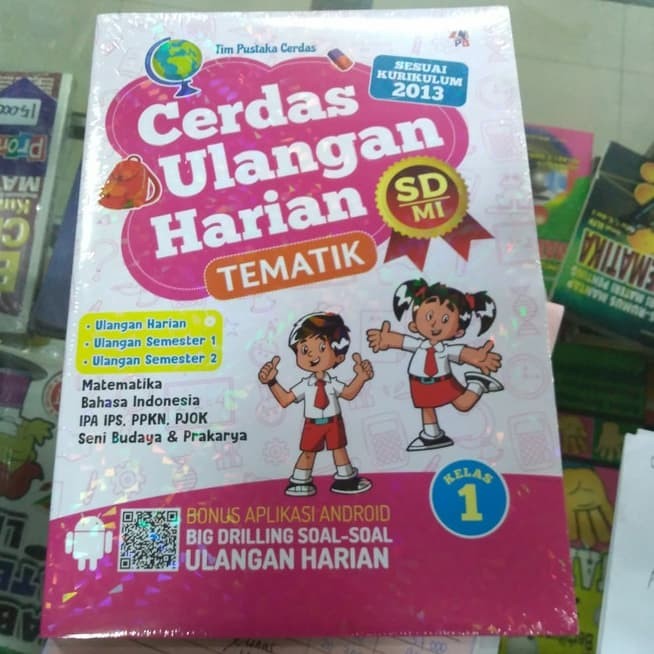 Tim Pustaka Cerdas
SESUAI
KURIKULUM
2013
Cerdas
Ulangan
Harian
TEMATIK
SD
MI
• Ulangan Harian
• Ulangan Semester 1
• Ulangan Semester 2
Matematika
Bahasa Indonesia
IPA IPS, PPKN, PJOK
Seni Budaya & Prakarya
KELAS
1
BONUS APLIKASI ANDROID
BIG DRILLING SOAL-SOAL
ULANGAN HARIAN
15.000